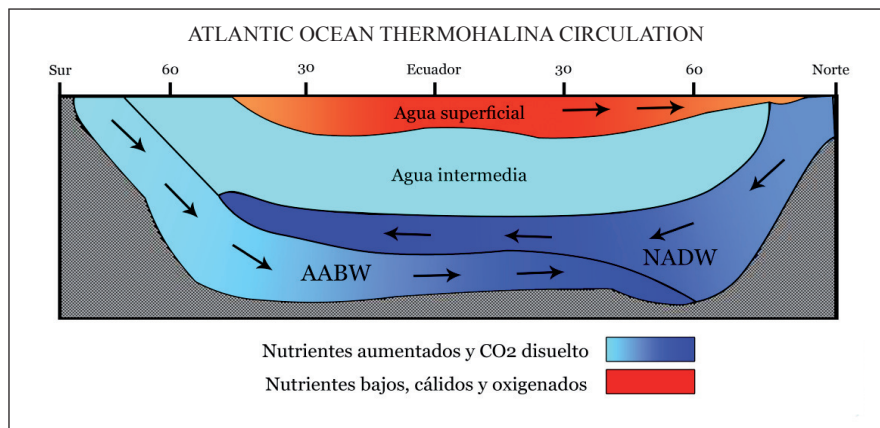 ATLANTIC OCEAN THERMOHALINA CIRCULATION
Sur 60 30 Ecuador 30 60 Norte
Agua superficial
Agua intermedia
NADW
AABW
Nutrientes aumentados y CO2 disuelto
Nutrientes bajos, cálidos y oxigenados